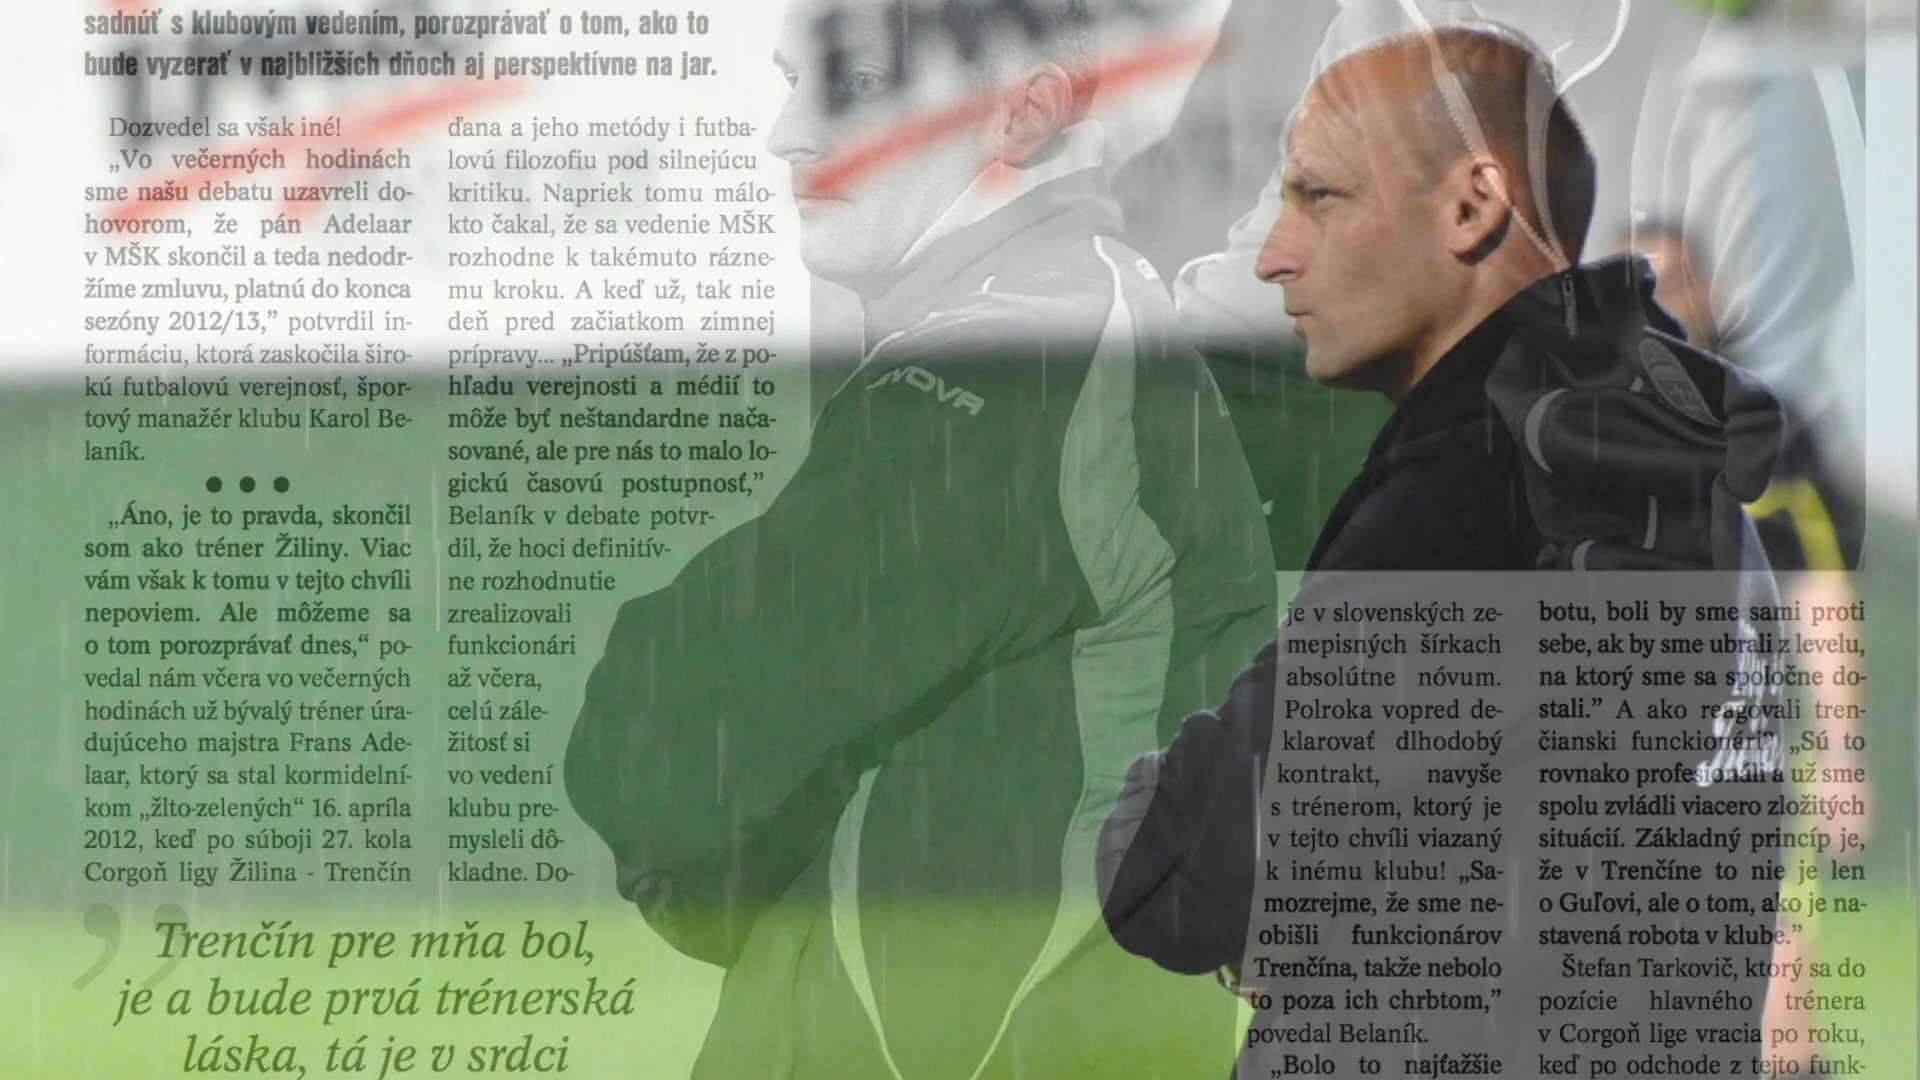 sadnúť s klubovým vedením, porozprávať o tom, ako to
bude vyzerať v najbližších dňoch aj perspektívne na jar.
Dozvedel sa však iné!
„Vo večerných hodinách
sme našu debatu uzavreli do-
hovorom, že pán Adelaar
v MŠK skončil a teda nedodr-
žíme zmluvu, platnú do konca
sezóny 2012/13,” potvrdil in-
formáciu, ktorá zaskočila širo-
kú futbalovú verejnosť, špor-
tový manažér klubu Karol Be-
laník.
● ● ●
„Áno, je to pravda, skončil
som ako tréner Žiliny. Viac
vám však k tomu v tejto chvíli
nepoviem. Ale môžeme sa
o tom porozprávať dnes,“ po-
vedal nám včera vo večerných
hodinách už bývalý tréner úra-
dujúceho majstra Frans Ade-
laar, ktorý sa stal kormidelní-
kom „žlto-zelených“ 16. apríla
2012, keď po súboji 27. kola
Corgoň ligy Žilina - Trenčín
ďana a jeho metódy i futba-
lovú filozofiu pod silnejúcu
kritiku. Napriek tomu málo-
kto čakal, že sa vedenie MŠK
rozhodne k takémuto rázne-
mu kroku. A keď už, tak nie
deň pred začiatkom zimnej
prípravy... „Pripúšťam, že z po-
hľadu verejnosti a médií to
môže byť neštandardne nača-
sované, ale pre nás to malo lo-
gickú časovú postupnosť,”
Belaník v debate potvr-
dil, že hoci definitív-
ne rozhodnutie
zrealizovali
funkcionári
až včera,
celú zále-
žitosť si
vo vedení
klubu pre-
mysleli dô-
kladne. Do-
” Trenčín pre mňa bol,
je a bude prvá trénerská
láska, tá je v srdci
NOVA
je v slovenských ze-
mepisných šírkach
absolútne nóvum.
Polroka vopred de-
klarovať dlhodobý
kontrakt, navyše
s trénerom, ktorý je
v tejto chvíli viazaný
k inému klubu! „Sa-
mozrejme, že sme ne-
obišli funkcionárov
Trenčína, takže nebolo
to poza ich chrbtom,”
povedal Belaník.
„Bolo to najťažšie
botu, boli by sme sami proti
sebe, ak by sme ubrali z levelu,
na ktorý sme sa spoločne do-
stali.” A ako reagovali tren-
čianski funckionári? „Sú to
rovnako profesionáli a už sme
spolu zvládli viacero zložitých
situácií. Základný princíp je,
že v Trenčíne to nie je len
o Guľovi, ale o tom, ako je na-
stavená robota v klube.”
Štefan Tarkovič, ktorý sa do
pozície hlavného trénera
v Corgoň lige vracia po roku,
keď po odchode z tejto funk-